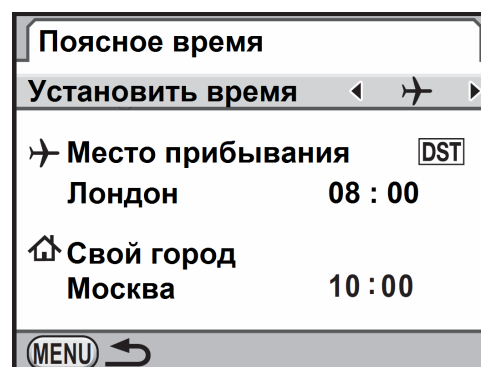 Поясное время
Установить время
Место прибывания DST
Лондон 08 : 00
Свой город
Москва 10:00
MENU